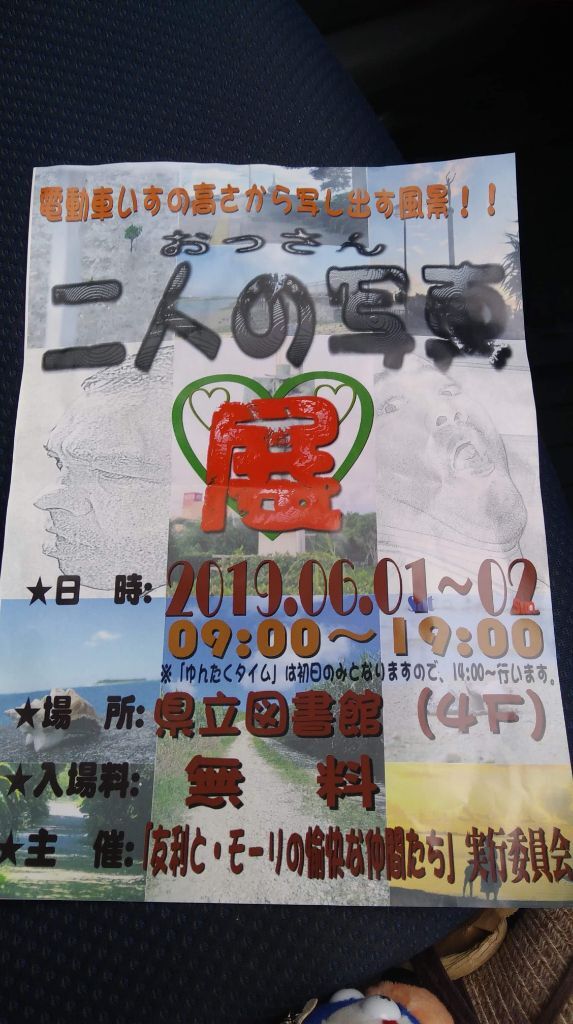 電動車いすの高さから写し出す風景！！
おっさん
二人の写真
展
★日　時: 2019.06.01～02
Sat Sun
09:00～19:00
※「ゆんたくタイム」は初日のみとなりますので、14:00～行います。
★場　所: 県立図書館 （4F）
★入場料: 無　料
★主　催:「友利と・モーリの愉快な仲間たち」実行委員会